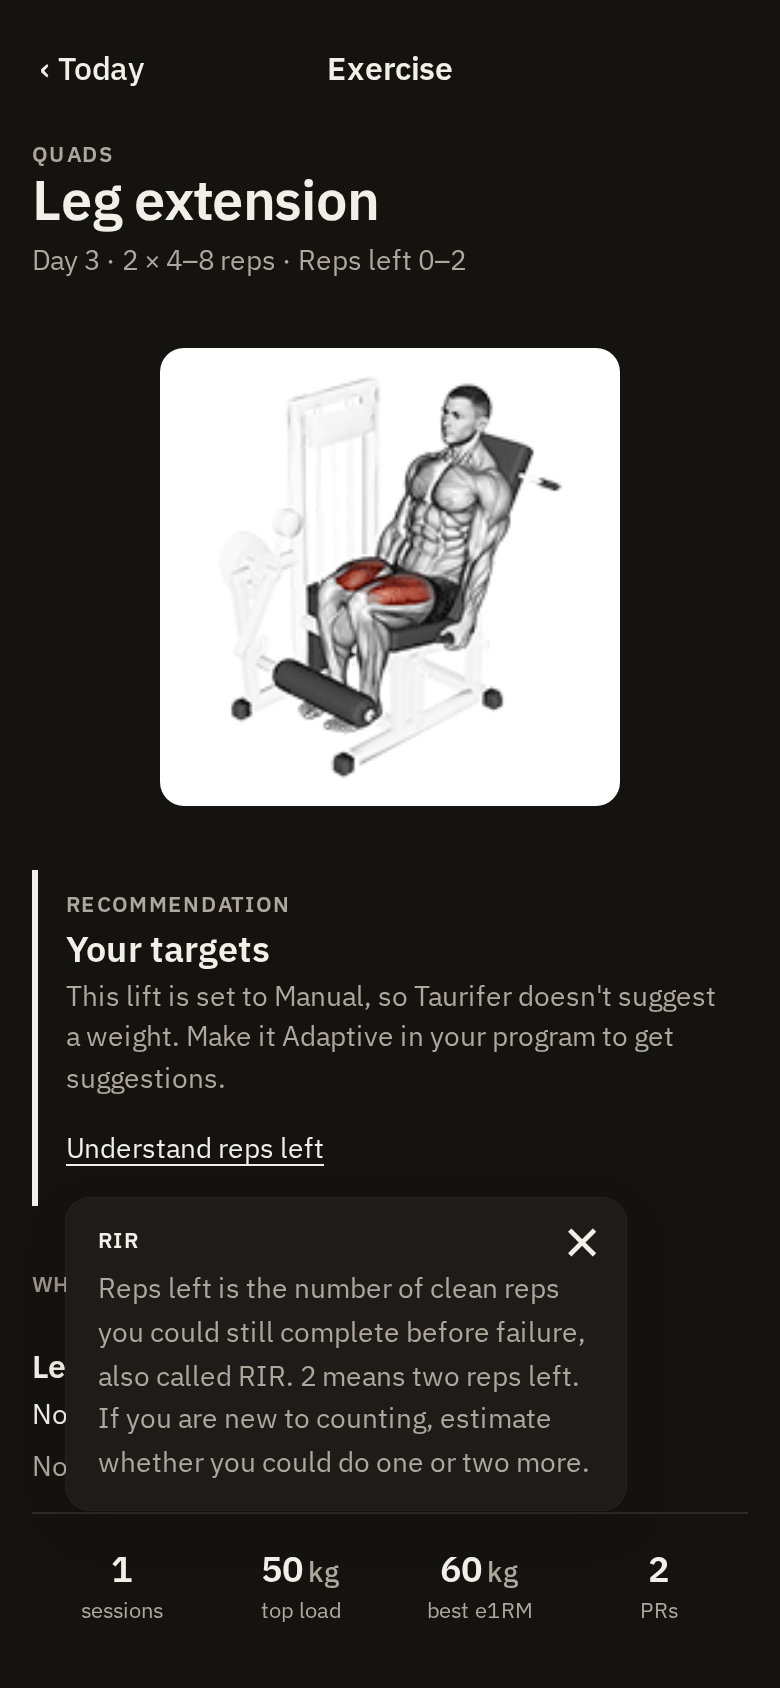 ‹ Today
Exercise
QUADS
Leg extension
Day 3 · 2 × 4–8 reps · Reps left 0–2
RECOMMENDATION
Your targets
This lift is set to Manual, so Taurifer doesn't suggest
a weight. Make it Adaptive in your program to get
suggestions.
Understand reps left
RIR
Reps left is the number of clean reps
you could still complete before failure,
also called RIR. 2 means two reps left.
If you are new to counting, estimate
whether you could do one or two more.
1
sessions
50 kg
top load
60 kg
best e1RM
2
PRs